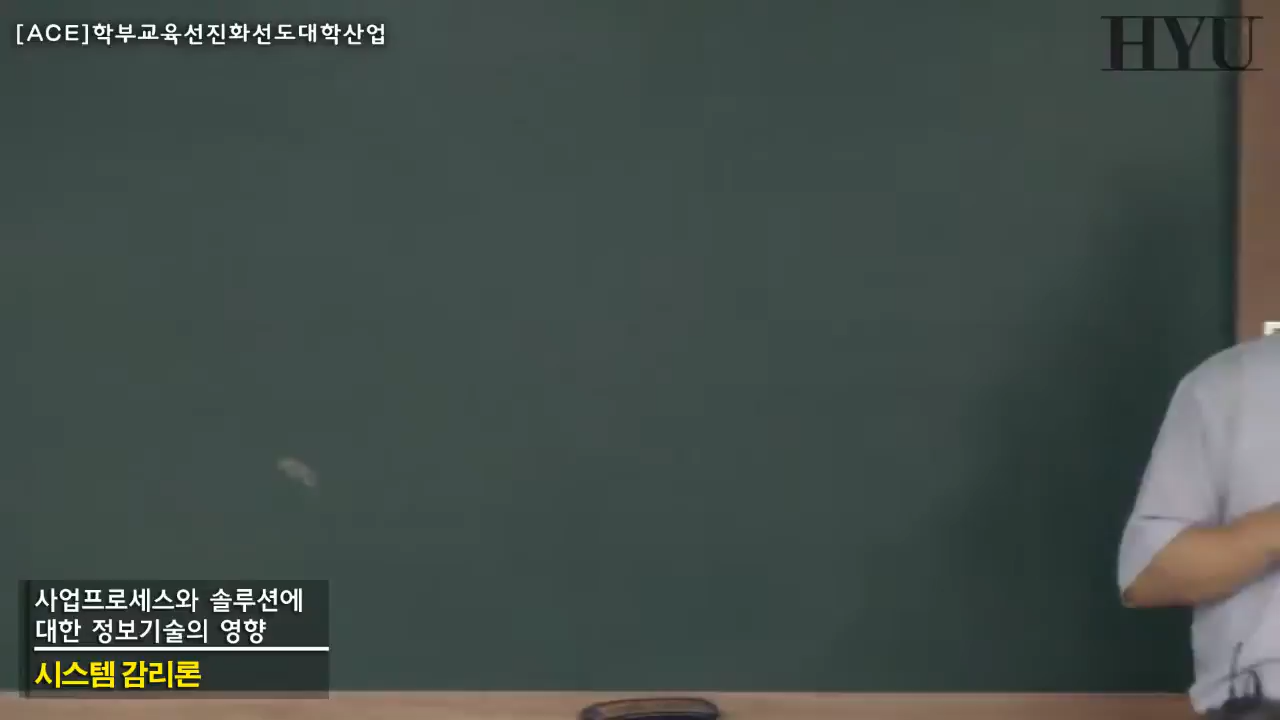 [ACE]학부교육선진화선도대학산업
HYU
사업프로세스와 솔루션에
대한 정보기술의 영향
시스템 감리론